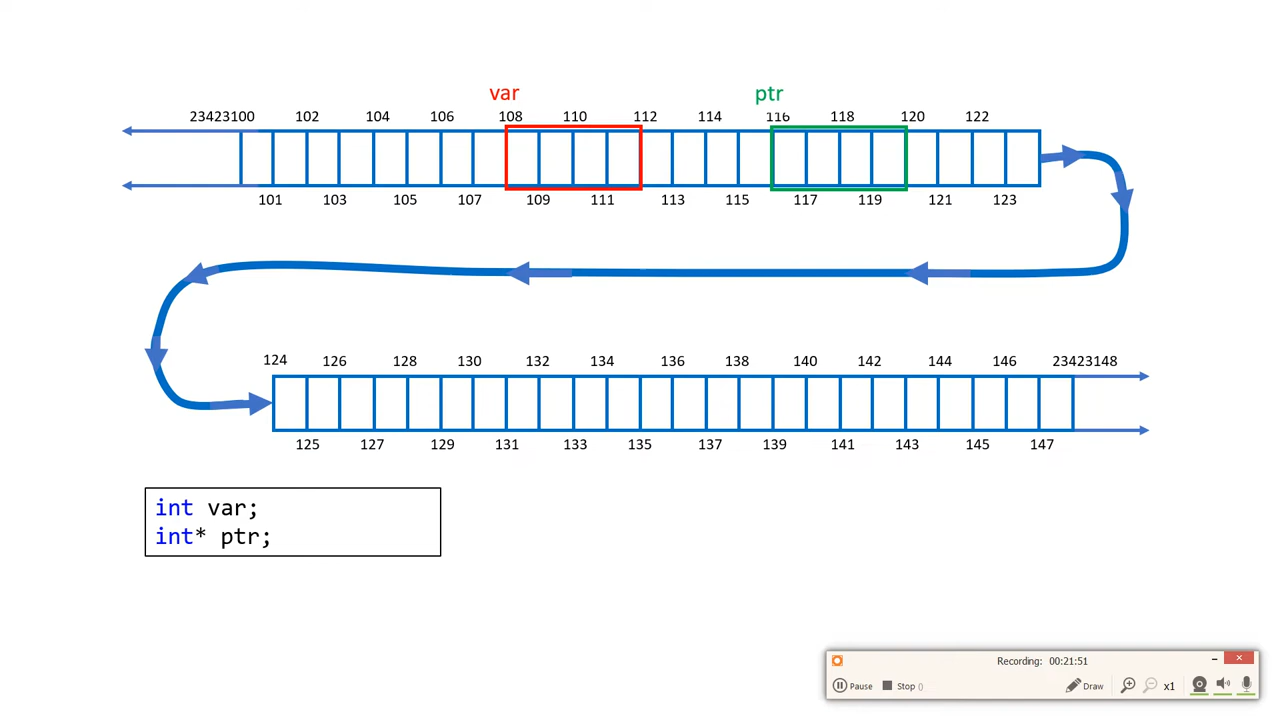 var ptr
23423100 102 104 106 108 110 112 114 116 118 120 122
101 103 105 107 109 111 113 115 117 119 121 123
124 126 128 130 132 134 136 138 140 142 144 146 23423148
125 127 129 131 133 135 137 139 141 143 145 147
int var;
int* ptr;
Recording: 00:21:51
Pause Stop () Draw x1